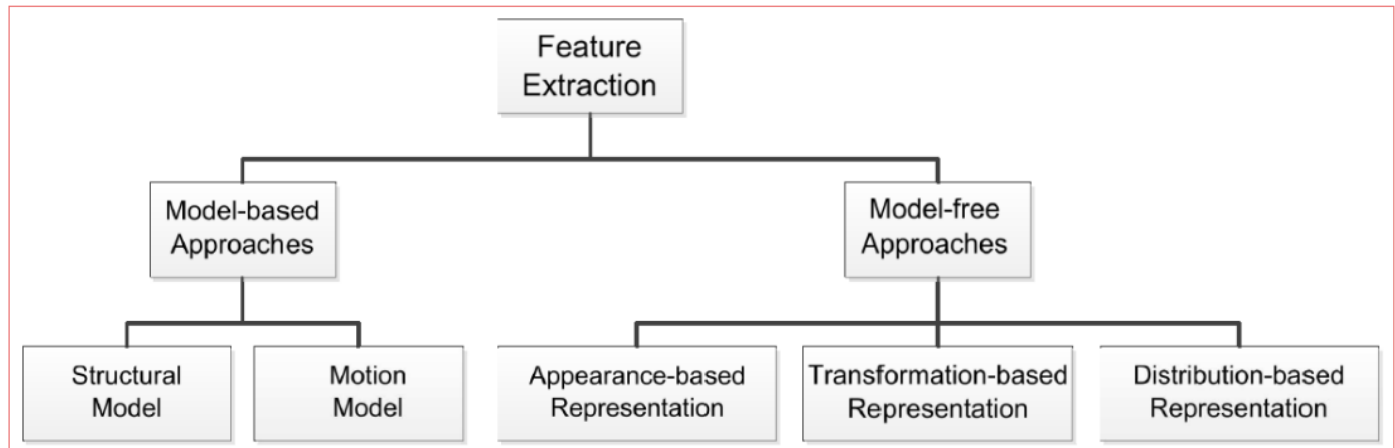 Feature
Extraction
Model-based
Approaches
Model-free
Approaches
Structural
Model
Motion
Model
Appearance-based
Representation
Transformation-based
Representation
Distribution-based
Representation